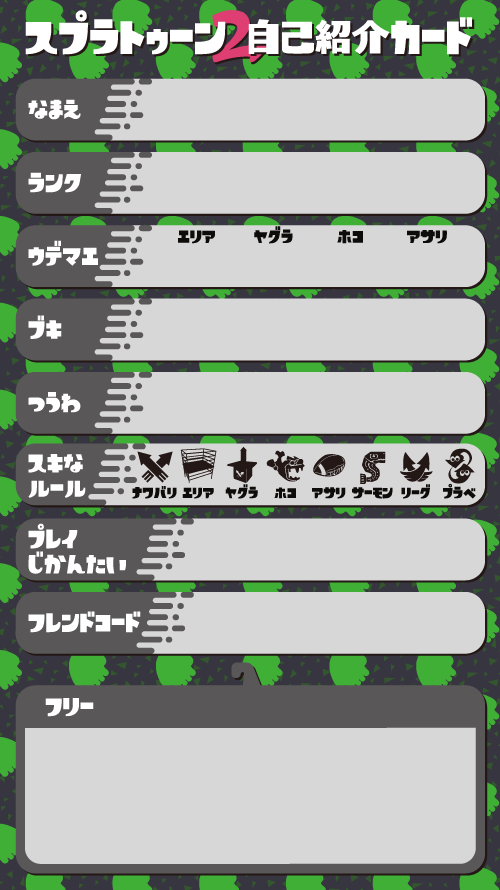 スプラトゥーン2自己紹介カード
なまえ
ランク
ウデマエ エリア ヤグラ ホコ アサリ
ブキ
つうわ
スキな
ルール
ナワバリ エリア ヤグラ ホコ アサリ サーモン リーグ プラベ
プレイ
じかんたい
フレンドコード
フリー